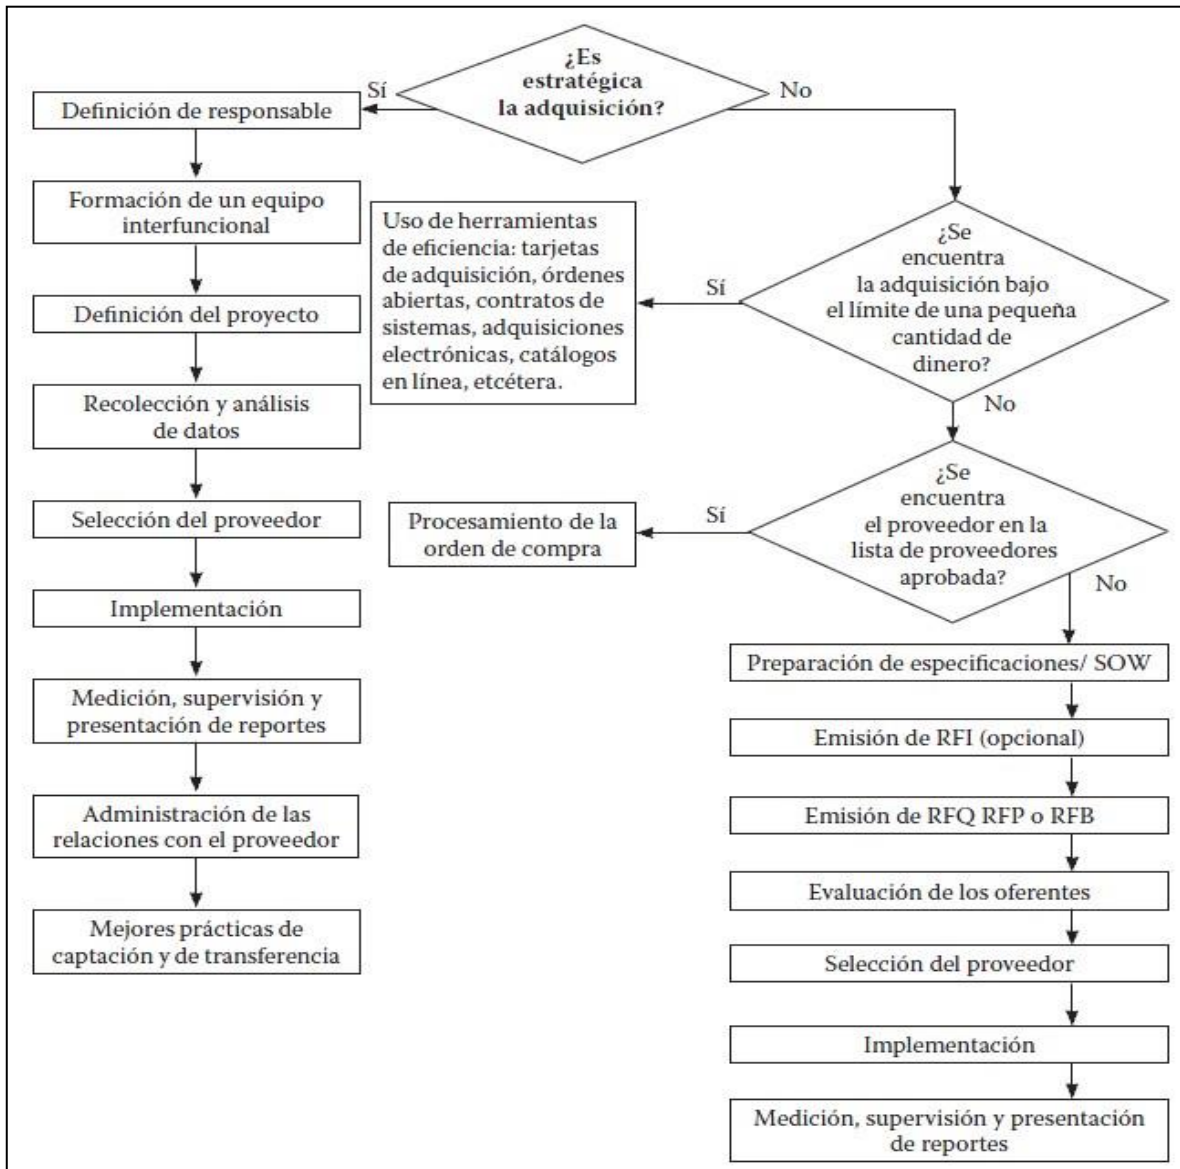 ¿Es
estratégica
la adquisición?
Sí
No
Definición de responsable
Formación de un equipo
interfuncional
Definición del proyecto
Recolección y análisis
de datos
Selección del proveedor
Implementación
Medición, supervisión y
presentación de reportes
Administración de las
relaciones con el proveedor
Mejores prácticas de
captación y de transferencia
¿Se
encuentra
la adquisición bajo
el límite de una pequeña
cantidad de
dinero?
Sí
Uso de herramientas
de eficiencia: tarjetas
de adquisición, órdenes
abiertas, contratos de
sistemas, adquisiciones
electrónicas, catálogos
en línea, etcétera.
No
¿Se
encuentra
el proveedor en la
lista de proveedores
aprobada?
Sí
Procesamiento de la
orden de compra
No
Preparación de especificaciones/ SOW
Emisión de RFI (opcional)
Emisión de RFQ RFP o RFB
Evaluación de los oferentes
Selección del proveedor
Implementación
Medición, supervisión y presentación
de reportes